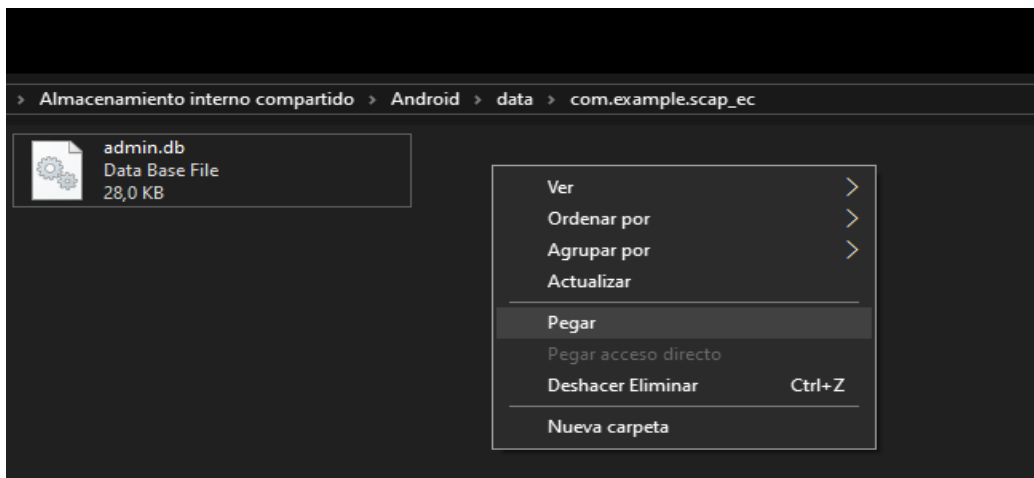 > Almacenamiento interno compartido > Android > data > com.example.scap_ec
admin.db
Data Base File
28,0 KB
Ver
Ordenar por
Agrupar por
Actualizar
Pegar
Pegar acceso directo
Deshacer Eliminar Ctrl+Z
Nueva carpeta